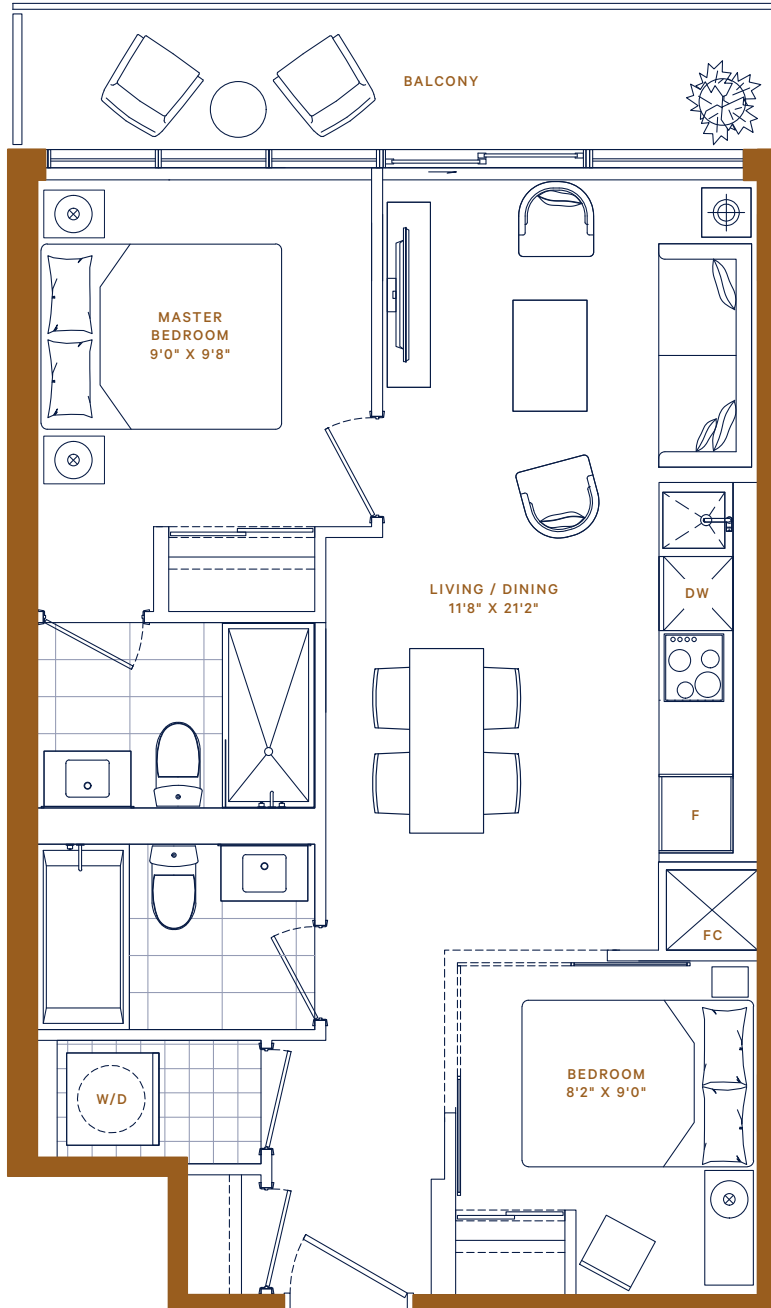 BALCONY
MASTER
BEDROOM
9'0" X 9'8"
LIVING / DINING
11'8" X 21'2"
DW
F
FC
BEDROOM
8'2" X 9'0"
W/D